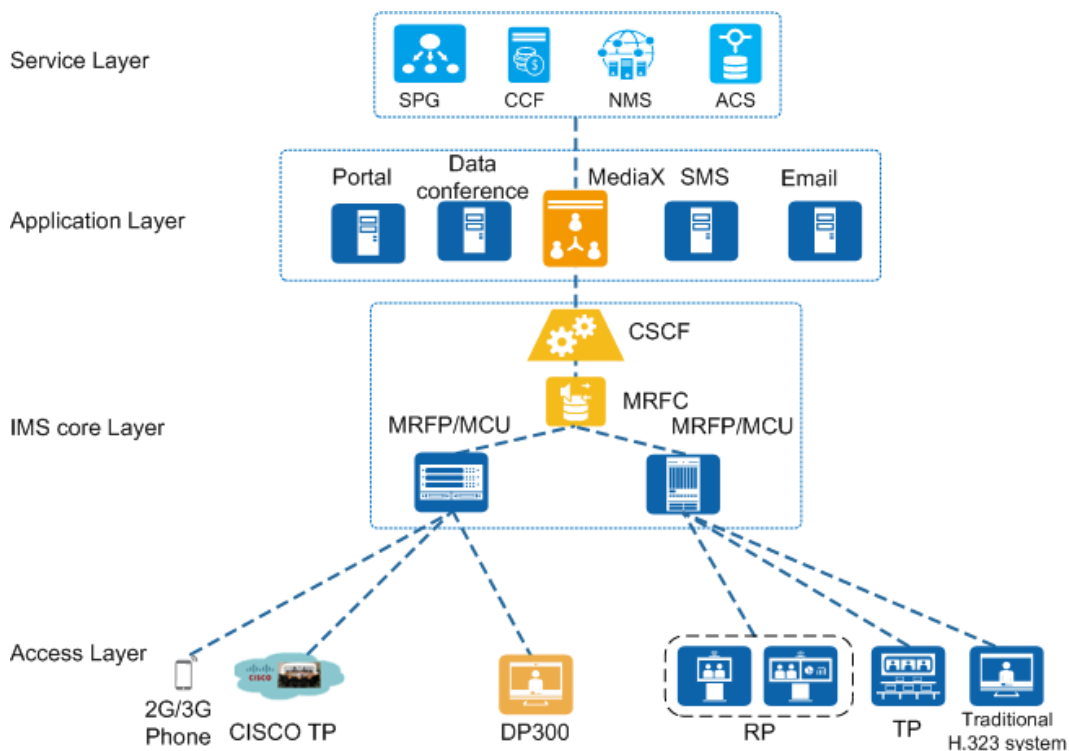 Service Layer
SPG
CCF
NMS
ACS
Portal
Data
conference
MediaX
SMS
Email
Application Layer
CSCF
MRFC
IMS core Layer
MRFP/MCU
MRFP/MCU
Access Layer
CISCO
2G/3G
Phone
CISCO TP
DP300
RP
TP
Traditional
H.323 system